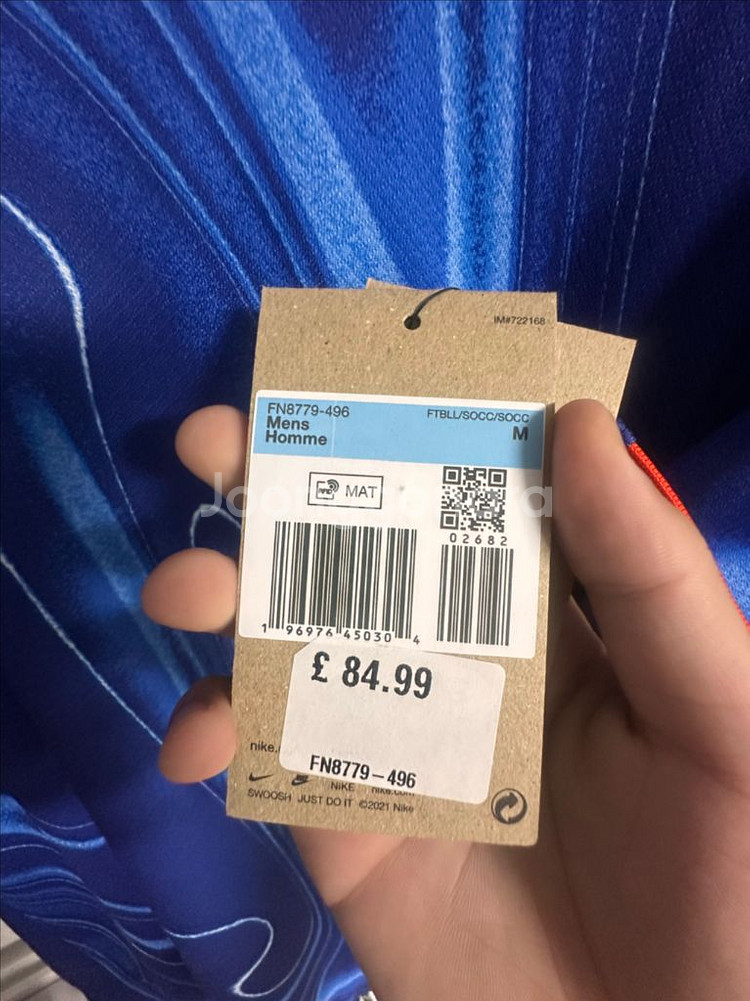 IM#722168
FN8779-496
FTBLL/SOCC/SOCC
Mens
M
Homme
MAT
02682
1 96976 45030 4
£ 84.99
nike.
FN8779-496
NIKE nike.com
SWOOSH JUST DO IT ©2021 Nike